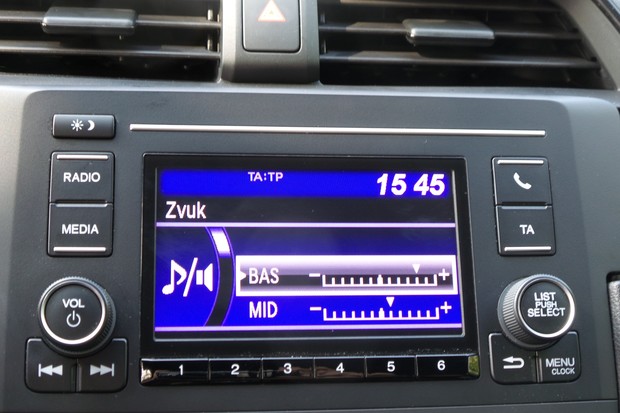 RADIO
MEDIA
VOL
TA:TP
15 45
Zvuk
BAS
MID
TA
LIST
PUSH
SELECT
MENU
CLOCK
1 2 3 4 5 6